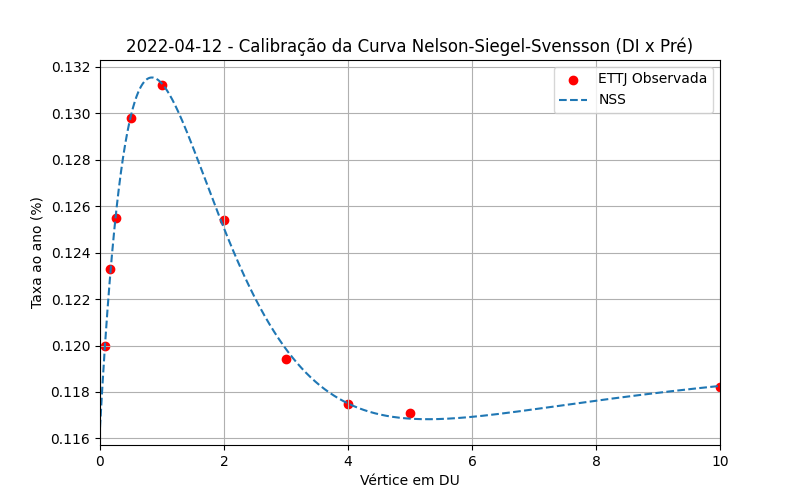 2022-04-12 - Calibração da Curva Nelson-Siegel-Svensson (DI x Pré)
ETTJ Observada
NSS
Taxa ao ano (%)
0.132
0.130
0.128
0.126
0.124
0.122
0.120
0.118
0.116
0 2 4 6 8 10
Vértice em DU